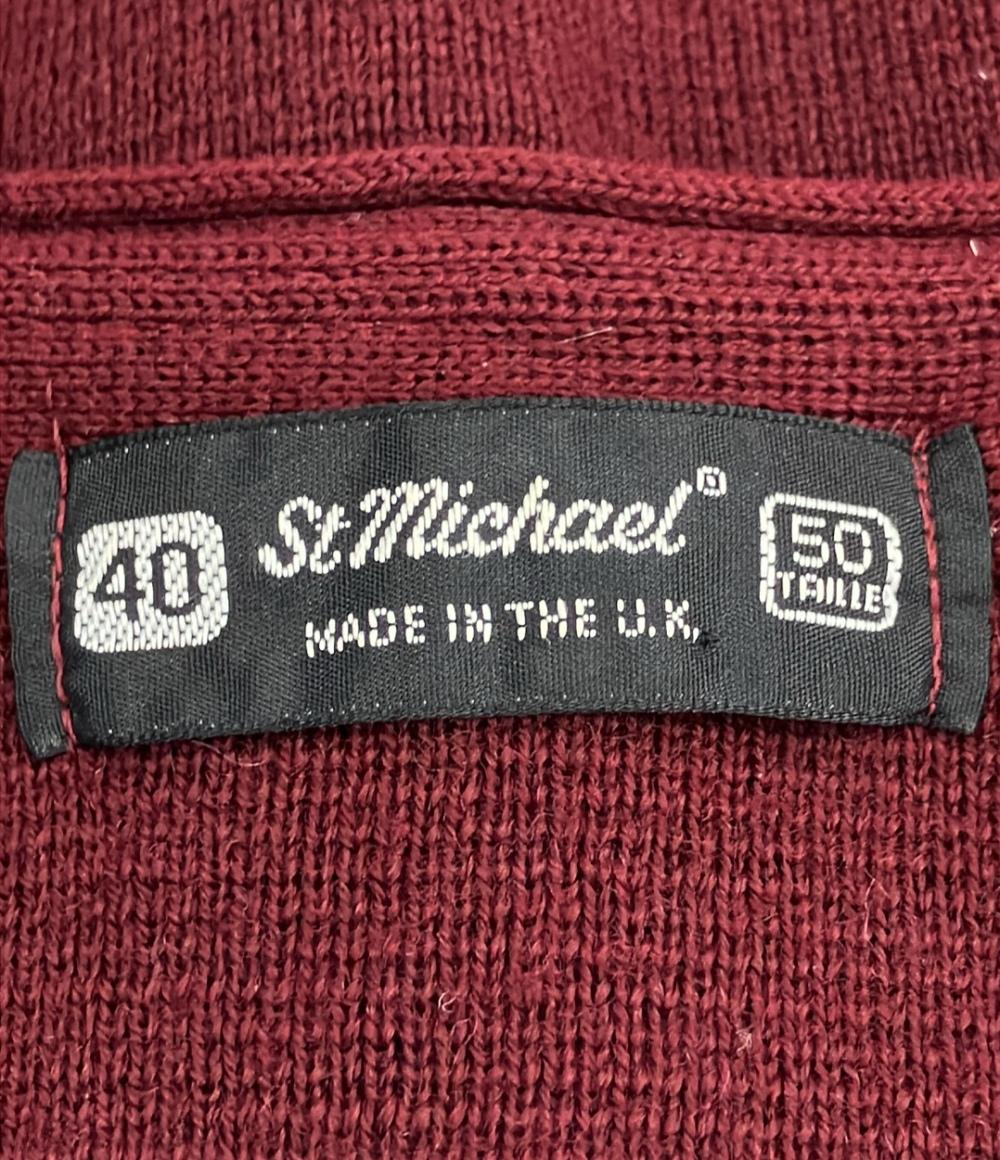 40
St Michael®
MADE IN THE U.K.
50
TAILLE